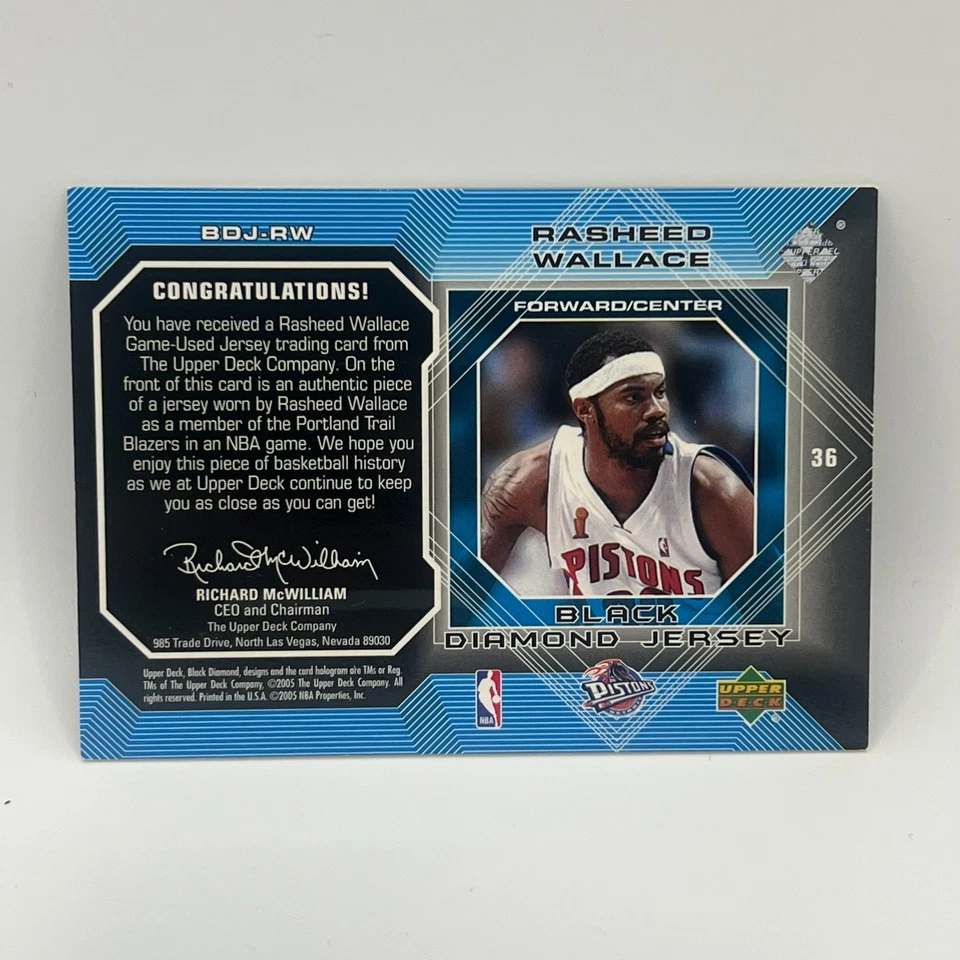 BDJ-RW
CONGRATULATIONS!
You have received a Rasheed Wallace
Game-Used Jersey trading card from
The Upper Deck Company. On the
front of this card is an authentic piece
of a jersey worn by Rasheed Wallace
as a member of the Portland Trail
Blazers in an NBA game. We hope you
enjoy this piece of basketball history
as we at Upper Deck continue to keep
you as close as you can get!
Richard McWilliam
RICHARD McWILLIAM
CEO and Chairman
The Upper Deck Company
985 Trade Drive, North Las Vegas, Nevada 89030
Upper Deck, Black Diamond, designs and the card hologram are TMs or Reg.
TMs of The Upper Deck Company, ©2005 The Upper Deck Company. All
rights reserved. Printed in the U.S.A. ©2005 NBA Properties, Inc.
RASHEED
WALLACE
®
FORWARD/CENTER
PISTONS
36
BLACK
DIAMOND JERSEY
NBA
PISTONS
DETROIT
UPPER
DECK
®